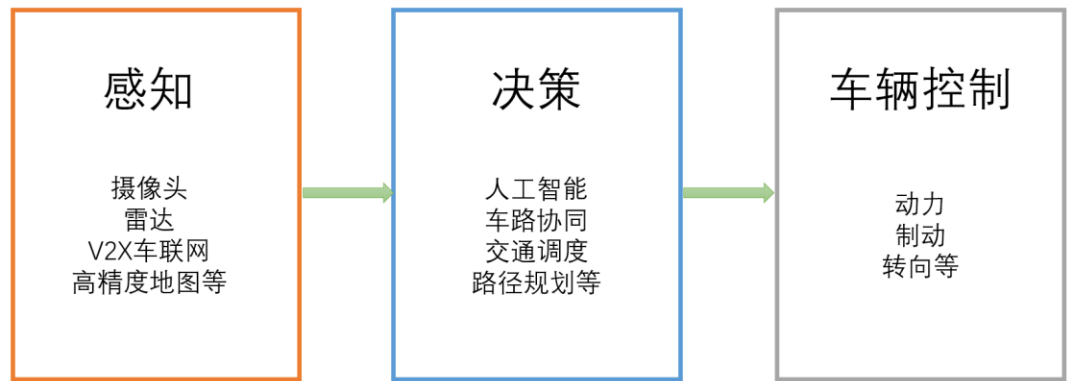 感知
摄像头
雷达
V2X车联网
高精度地图等
决策
人工智能
车路协同
交通调度
路径规划等
车辆控制
动力
制动
转向等